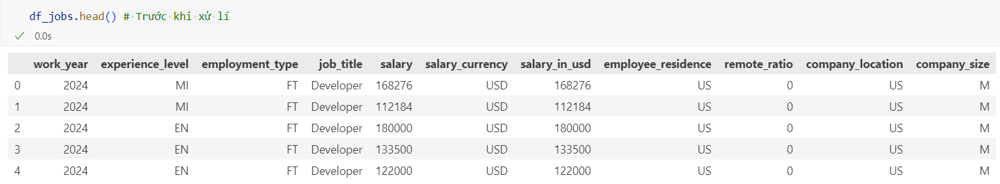 df_jobs.head() # Trước khi xử lí
0.0s
work_year experience_level employment_type job_title salary salary_currency salary_in_usd employee_residence remote_ratio company_location company_size
0 2024 MI FT Developer 168276 USD 168276 US 0 US M
1 2024 MI FT Developer 112184 USD 112184 US 0 US M
2 2024 EN FT Developer 180000 USD 180000 US 0 US M
3 2024 EN FT Developer 133500 USD 133500 US 0 US M
4 2024 EN FT Developer 122000 USD 122000 US 0 US M